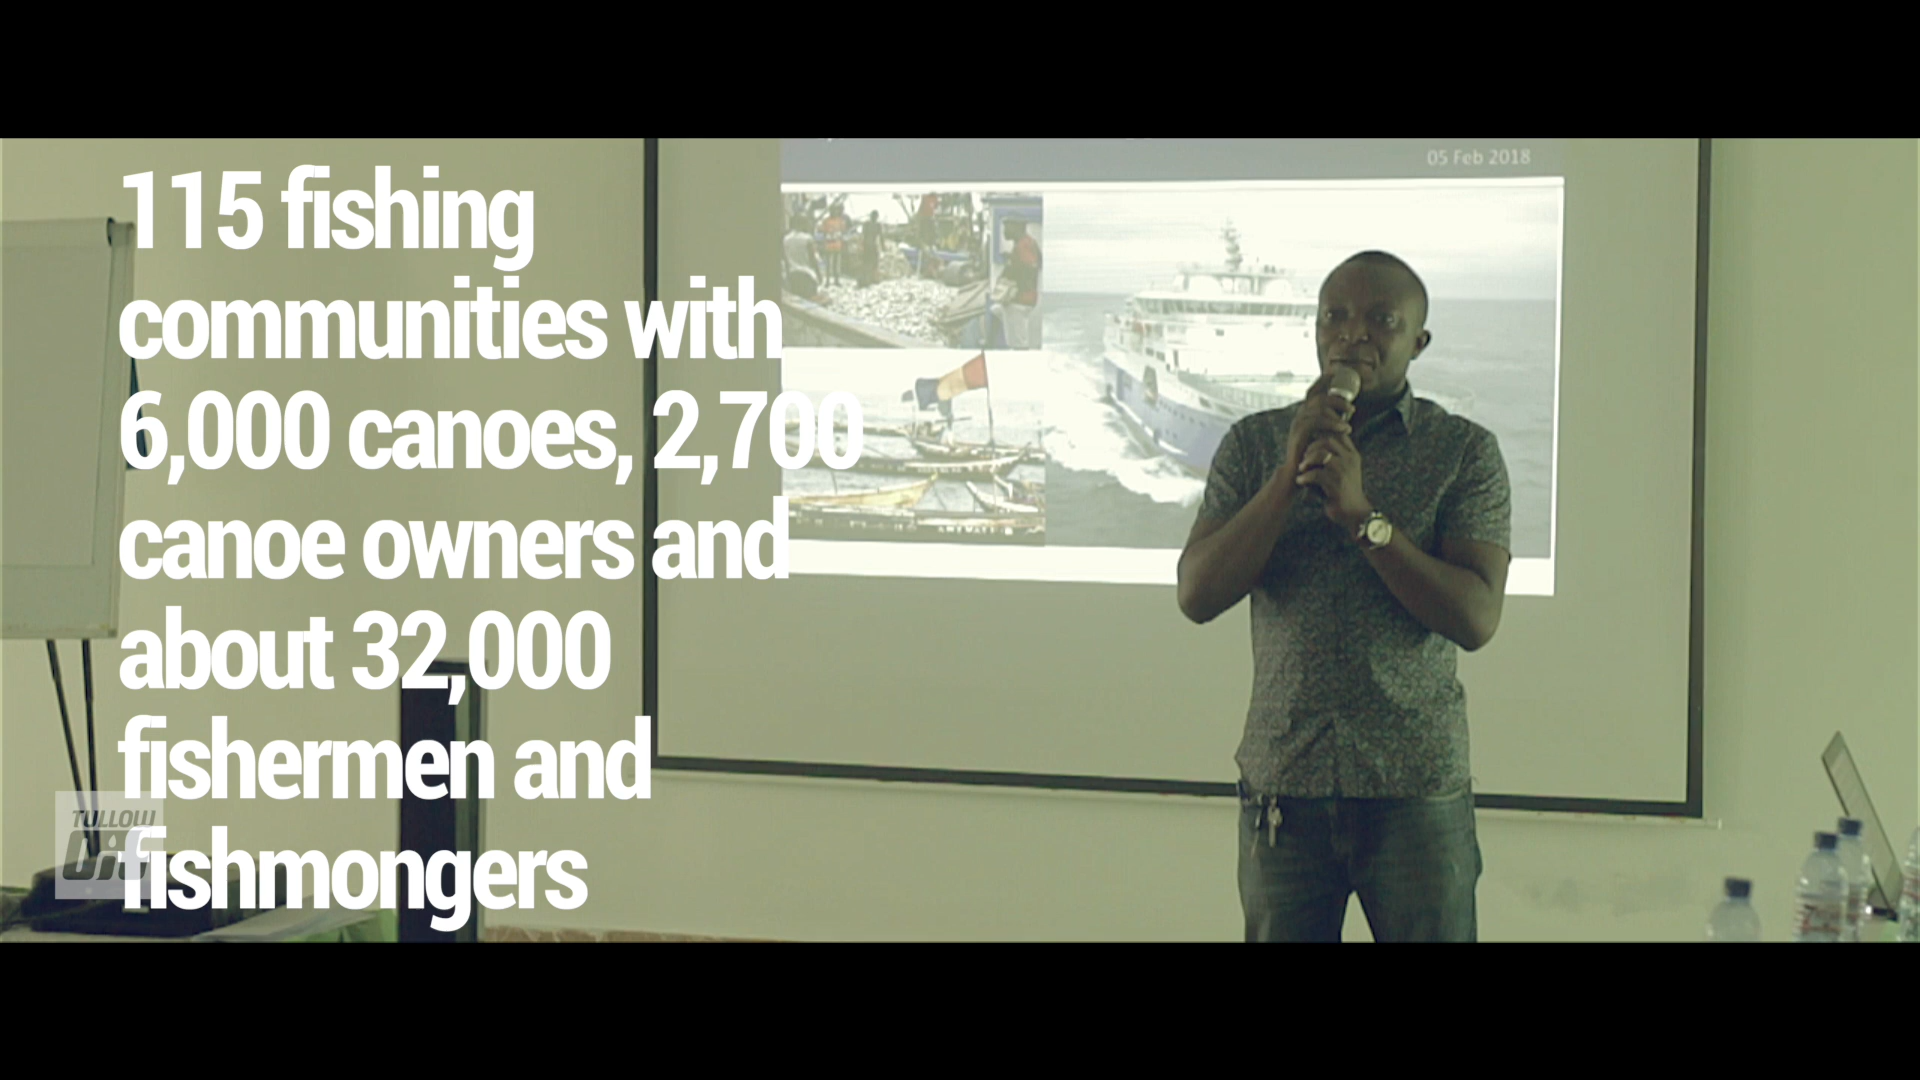 05 Feb 2018
115 fishing
communities with
6,000 canoes, 2,700
canoe owners and
about 32,000
fishermen and
fishmongers
TULLOW
Oil